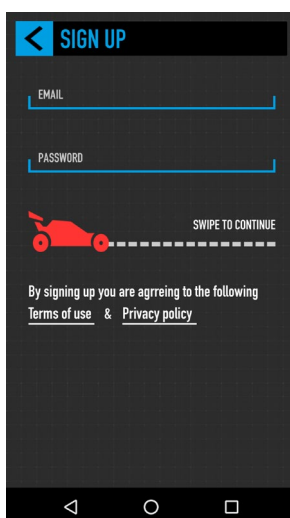 SIGN UP
EMAIL
PASSWORD
SWIPE TO CONTINUE
By signing up you are agrreing to the following
Terms of use & Privacy policy